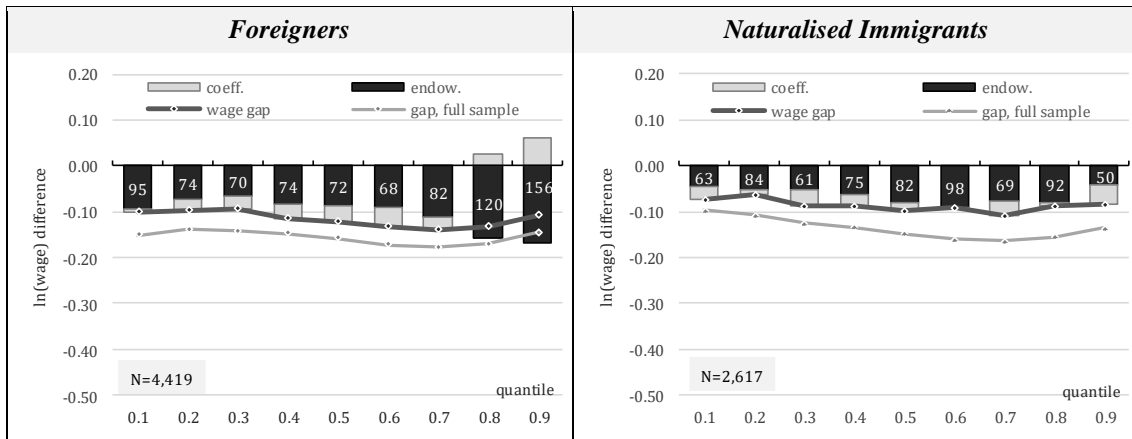 Foreigners
0.20
coeff.
endow.
wage gap
gap, full sample
0.10
0.00
95
74
70
74
72
68
82
120
156
-0.10
-0.20
-0.30
-0.40
-0.50
ln(wage) difference
N=4,419
quantile
0.1 0.2 0.3 0.4 0.5 0.6 0.7 0.8 0.9
Naturalised Immigrants
0.20
coeff.
endow.
wage gap
gap, full sample
0.10
0.00
63
84
61
75
82
98
69
92
50
-0.10
-0.20
-0.30
-0.40
-0.50
ln(wage) difference
N=2,617
quantile
0.1 0.2 0.3 0.4 0.5 0.6 0.7 0.8 0.9